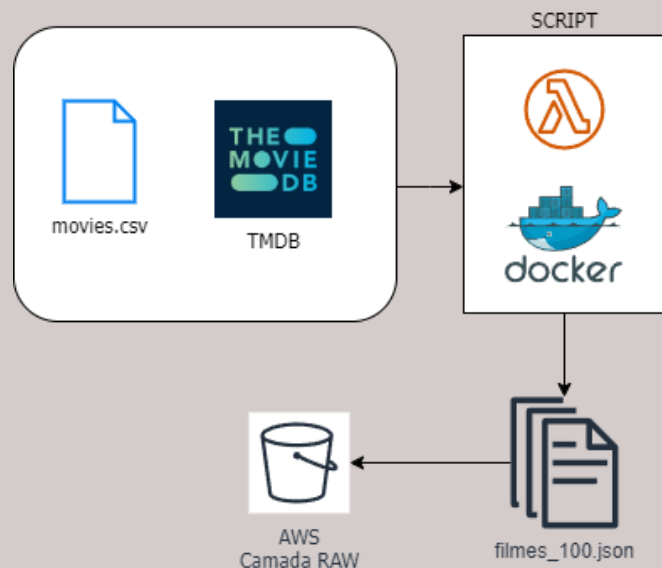 SCRIPT
THE
MOVIE
DB
movies.csv
TMDB
docker
AWS
Camada RAW
filmes_100.json